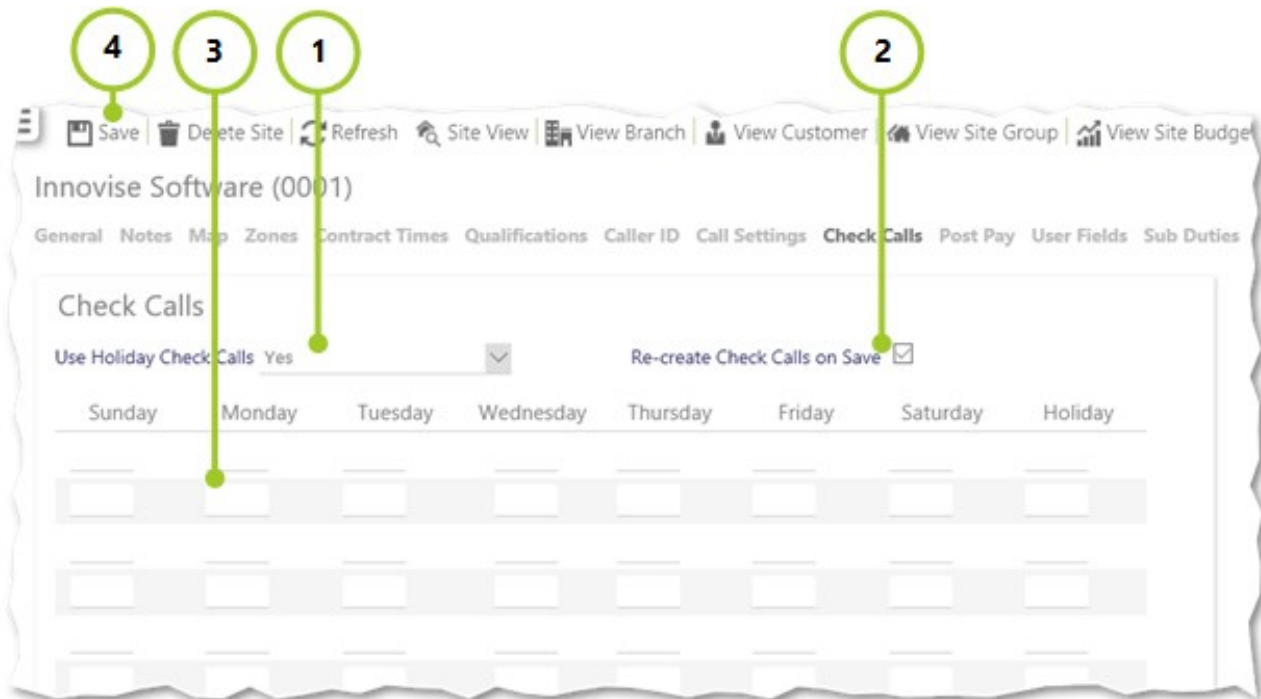 4 3 1 2
Save Delete Site Refresh Site View View Branch View Customer View Site Group View Site Budget
Innovise Software (0001)
General Notes Map Zones Contract Times Qualifications Caller ID Call Settings Check Calls Post Pay User Fields Sub Duties
Check Calls
Use Holiday Check Calls Yes Re-create Check Calls on Save
Sunday Monday Tuesday Wednesday Thursday Friday Saturday Holiday